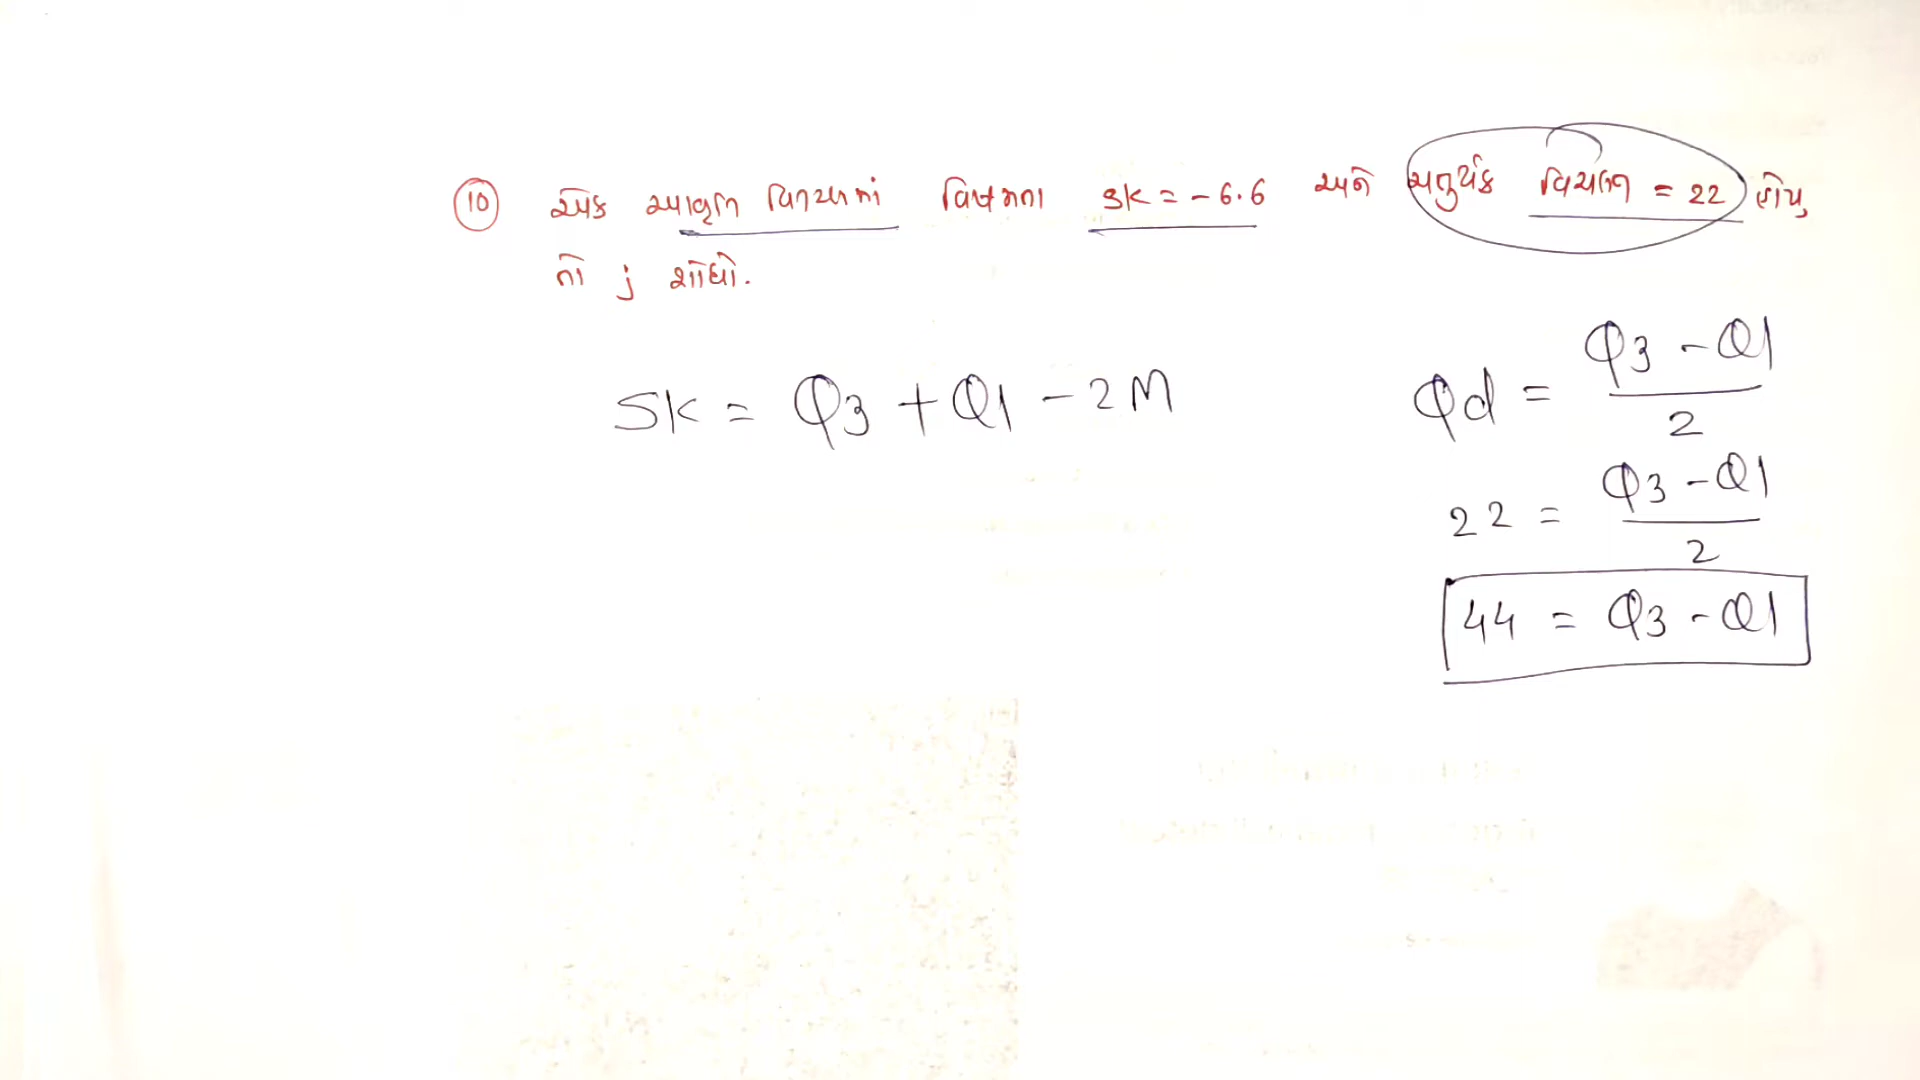 10 એક આવૃત્તિ વિતરણમાં વિષમતા SK = -6.6 અને ચતુર્થક વિચલન = 22 હોય,
તો j શોધો.
SK = Q3 + Q1 - 2M
Qd = Q3 - Q1 / 2
22 = Q3 - Q1 / 2
44 = Q3 - Q1